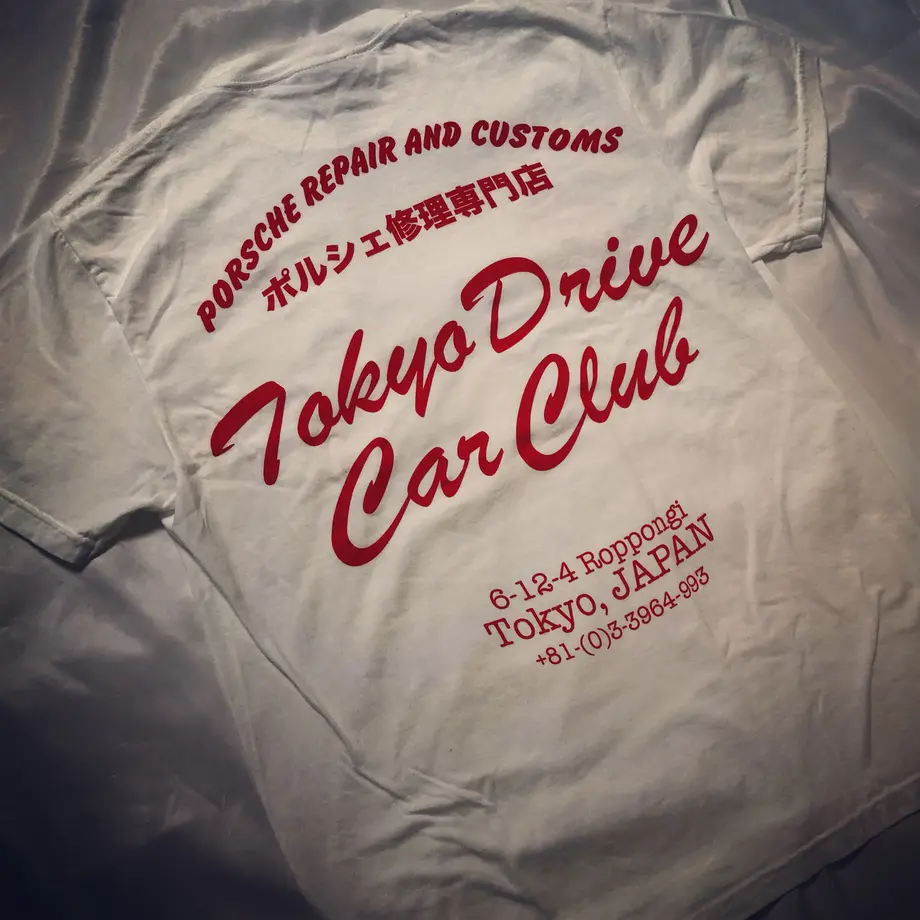 PORSCHE REPAIR AND CUSTOMS
ポルシェ修理専門店
Tokyo Drive
Car Club
6-12-4 Roppongi
Tokyo, JAPAN
+81-(0)3-3964-993